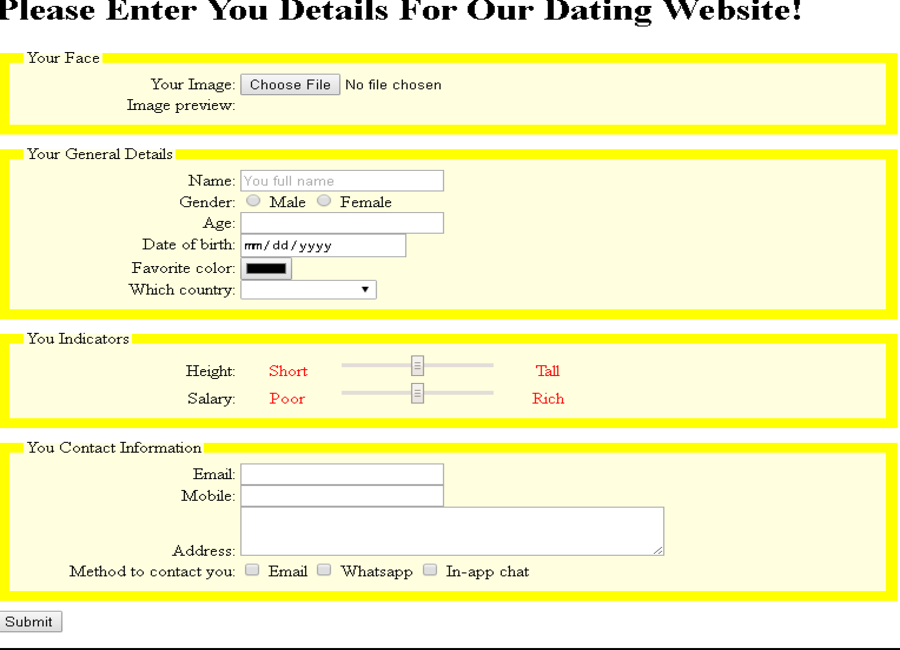 Please Enter You Details For Our Dating Website!
Your Face
Your Image: Choose File No file chosen
Image preview:
Your General Details
Name: You full name
Gender: Male Female
Age:
Date of birth: mm/dd/yyyy
Favorite color:
Which country:
You Indicators
Height: Short Tall
Salary: Poor Rich
You Contact Information
Email:
Mobile:
Address:
Method to contact you: Email Whatsapp In-app chat
Submit